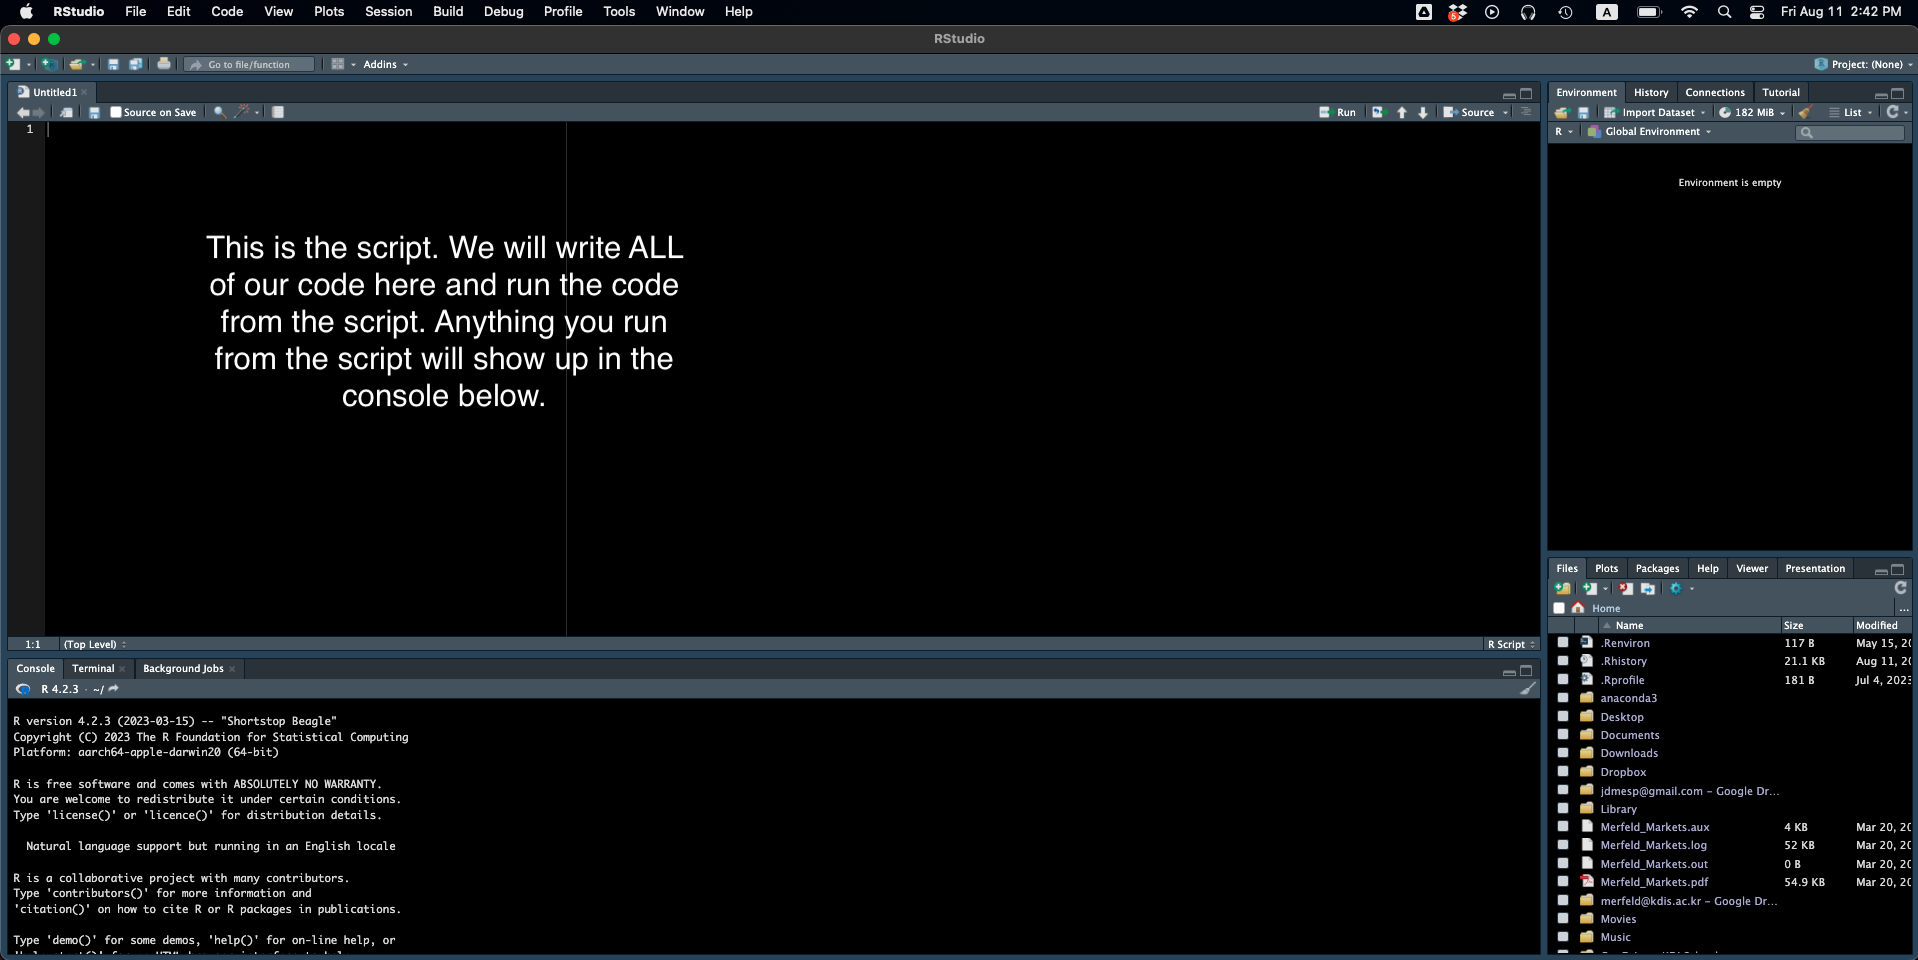 RStudio File Edit Code View Plots Session Build Debug Profile Tools Window Help 5 A Fri Aug 11 2:42 PM
RStudio
Go to file/function Addins Project: (None)
Untitled1
Source on Save Run Source
1
This is the script. We will write ALL
of our code here and run the code
from the script. Anything you run
from the script will show up in the
console below.
1:1 (Top Level) R Script
Console Terminal Background Jobs
R 4.2.3 · ~/
R version 4.2.3 (2023-03-15) -- "Shortstop Beagle"
Copyright (C) 2023 The R Foundation for Statistical Computing
Platform: aarch64-apple-darwin20 (64-bit)
R is free software and comes with ABSOLUTELY NO WARRANTY.
You are welcome to redistribute it under certain conditions.
Type 'license()' or 'licence()' for distribution details.
Natural language support but running in an English locale
R is a collaborative project with many contributors.
Type 'contributors()' for more information and
'citation()' on how to cite R or R packages in publications.
Type 'demo()' for some demos, 'help()' for on-line help, or
Environment History Connections Tutorial
Import Dataset 182 MiB List
R Global Environment
Environment is empty
Files Plots Packages Help Viewer Presentation
Home ...
Name Size Modified
.Renviron 117 B May 15, 20
.Rhistory 21.1 KB Aug 11, 20
.Rprofile 181 B Jul 4, 2023
anaconda3
Desktop
Documents
Downloads
Dropbox
jdmesp@gmail.com - Google Dr...
Library
Merfeld_Markets.aux 4 KB Mar 20, 20
Merfeld_Markets.log 52 KB Mar 20, 20
Merfeld_Markets.out 0 B Mar 20, 20
Merfeld_Markets.pdf 54.9 KB Mar 20, 20
merfeld@kdis.ac.kr - Google Dr...
Movies
Music